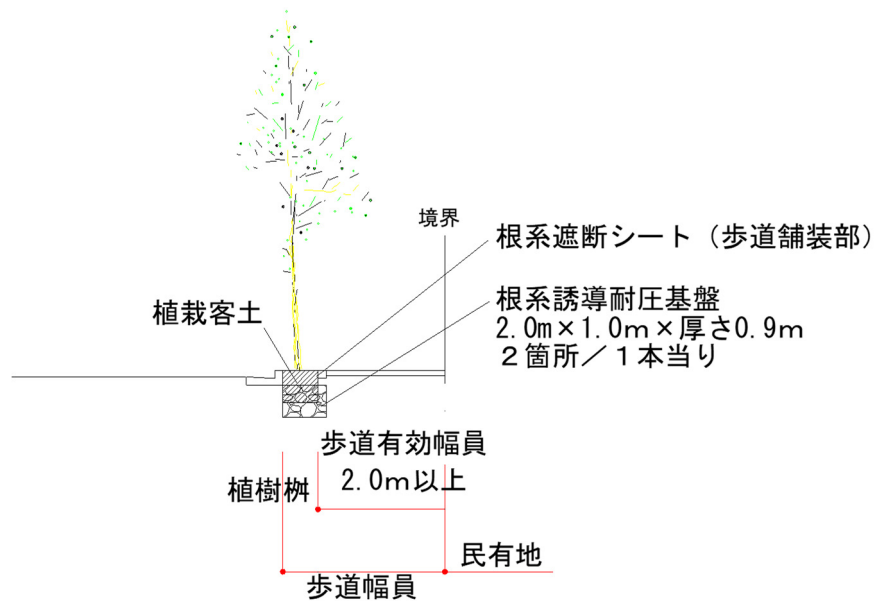 境界
根系遮断シート（歩道舗装部）
植栽客土
根系誘導耐圧基盤
2.0m×1.0m×厚さ0.9m
２箇所／１本当り
歩道有効幅員
2.0m以上
植樹桝
民有地
歩道幅員